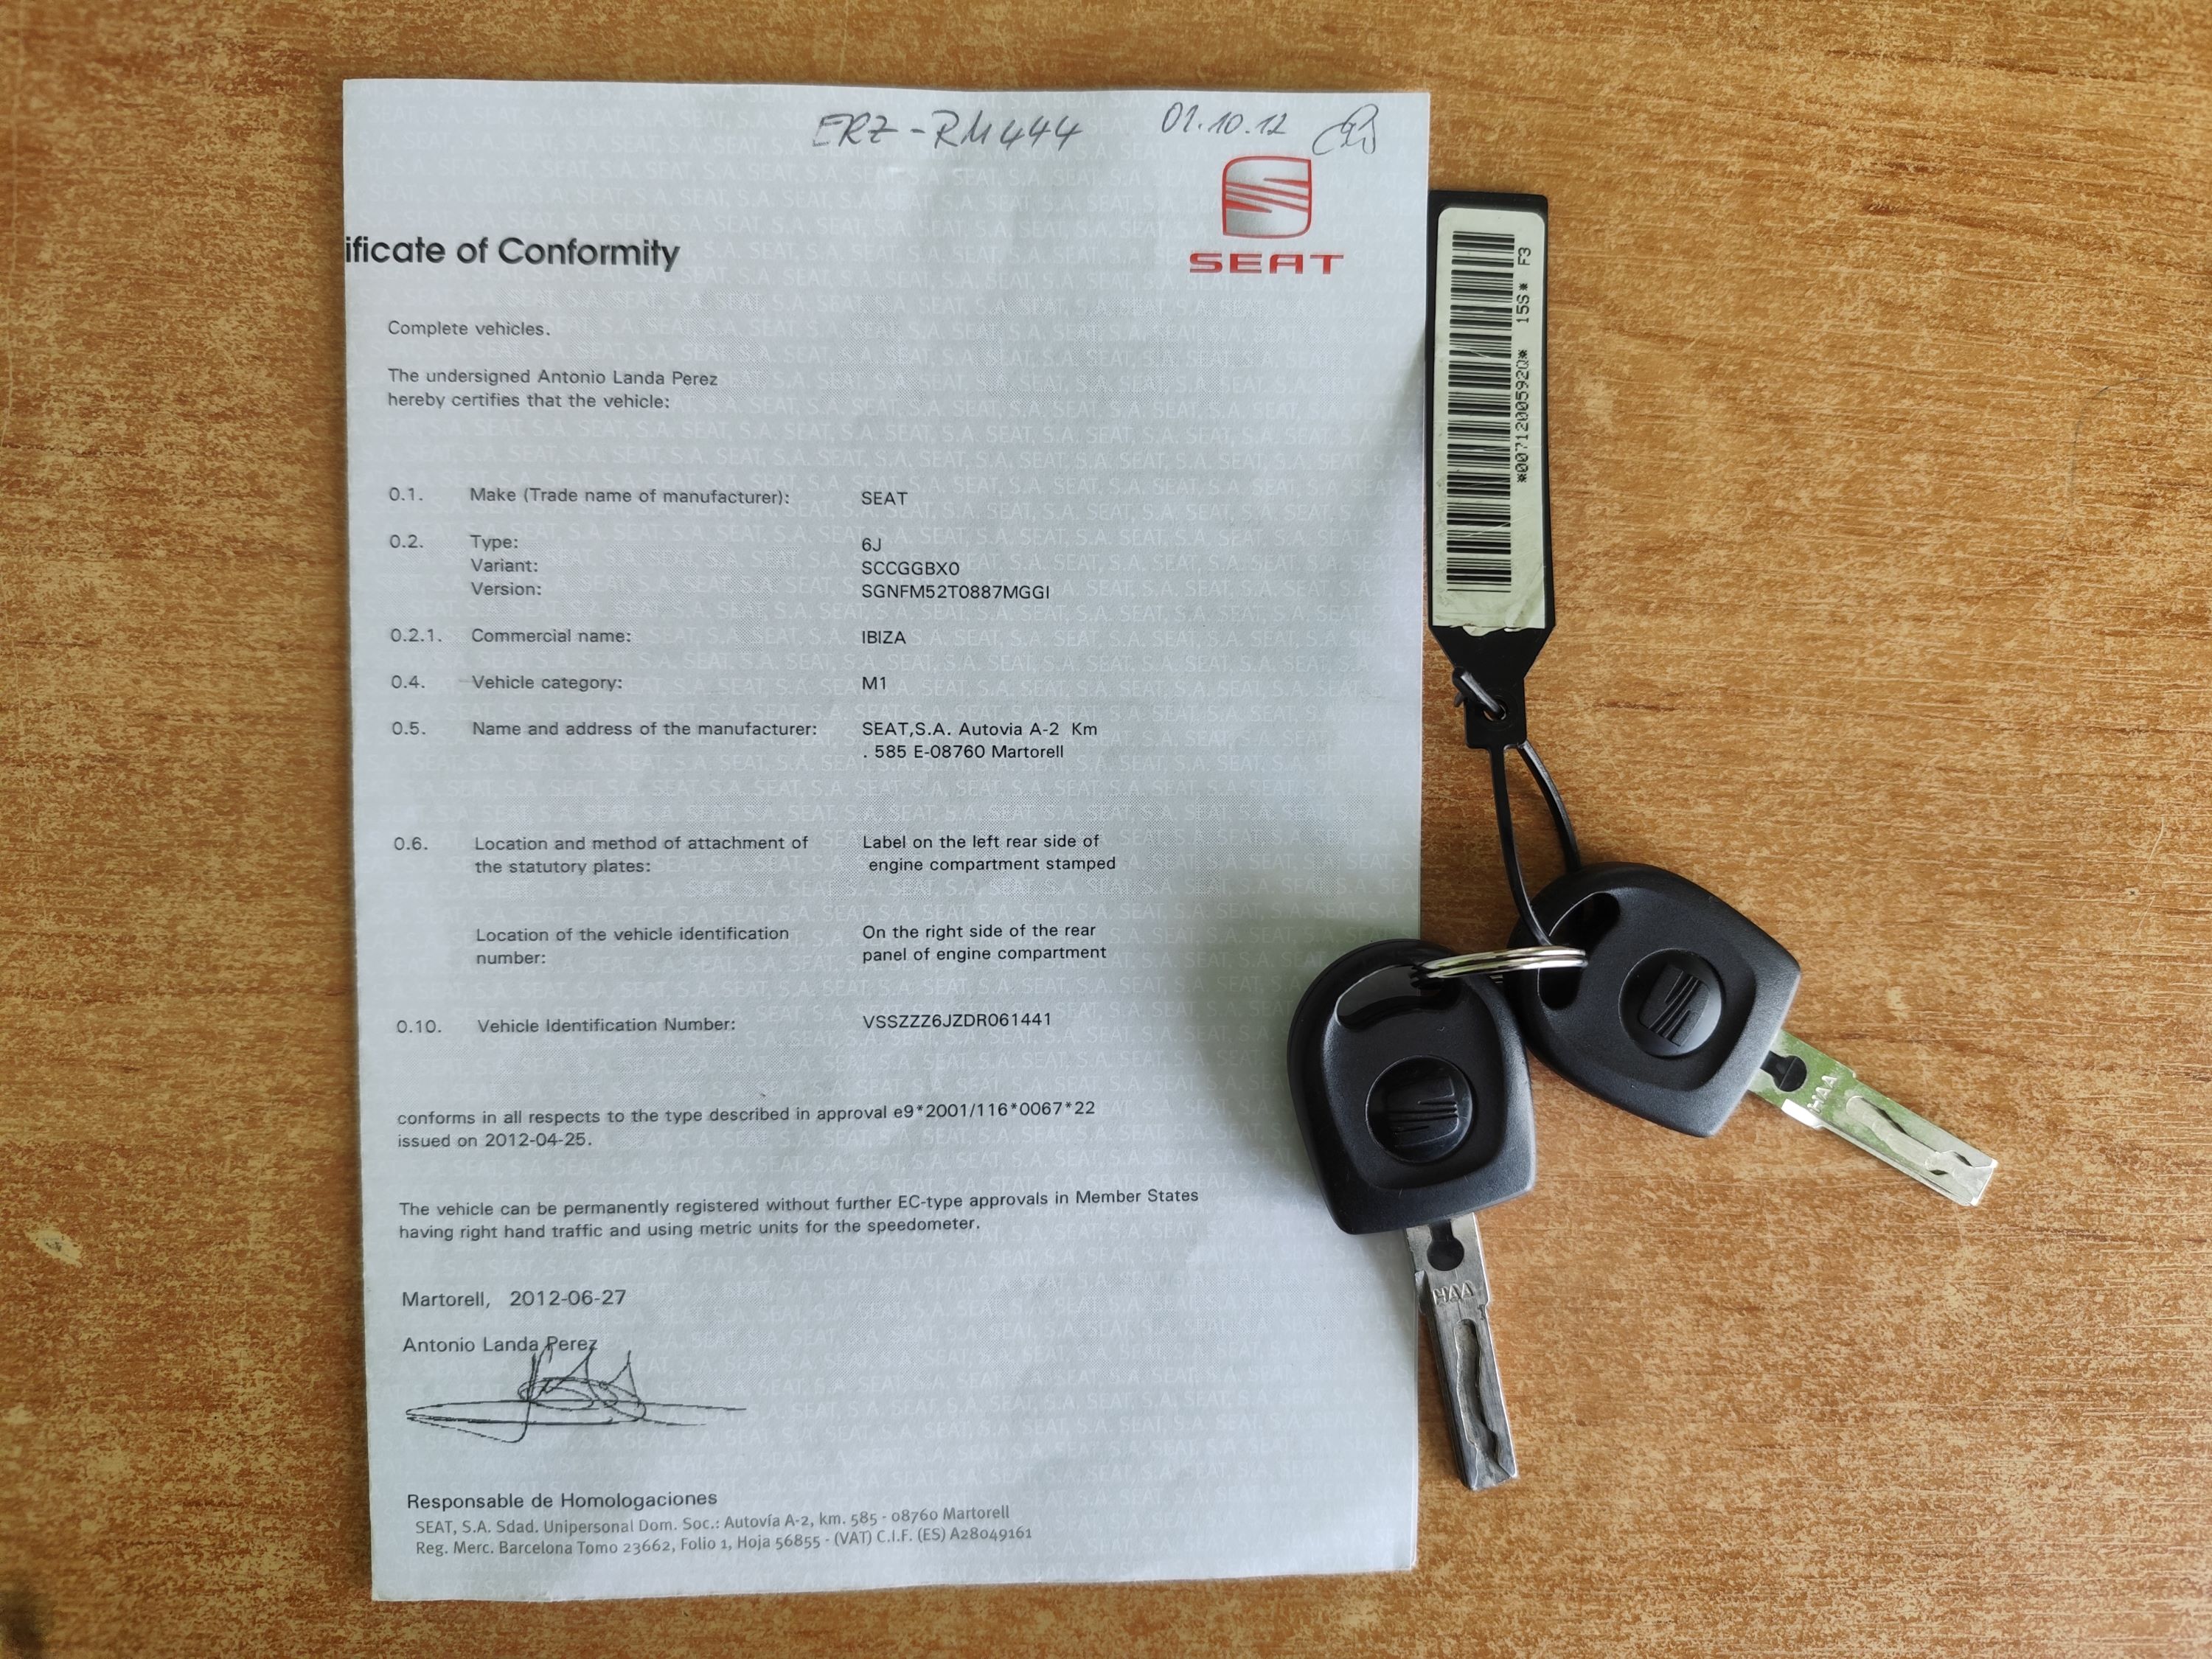 ERZ-RM444 01.10.12
SEAT
ificate of Conformity
Complete vehicles.
The undersigned Antonio Landa Perez
hereby certifies that the vehicle:
0.1. Make (Trade name of manufacturer): SEAT
0.2. Type: 6J
Variant: SCCGGBX0
Version: SGNFM52T0887MGGI
0.2.1. Commercial name: IBIZA
0.4. Vehicle category: M1
0.5. Name and address of the manufacturer: SEAT,S.A. Autovia A-2 Km
. 585 E-08760 Martorell
0.6. Location and method of attachment of Label on the left rear side of
the statutory plates: engine compartment stamped
Location of the vehicle identification On the right side of the rear
number: panel of engine compartment
0.10. Vehicle Identification Number: VSSZZZ6JZDR061441
conforms in all respects to the type described in approval e9*2001/116*0067*22
issued on 2012-04-25.
The vehicle can be permanently registered without further EC-type approvals in Member States
having right hand traffic and using metric units for the speedometer.
Martorell, 2012-06-27
Antonio Landa Perez
Responsable de Homologaciones
SEAT, S.A. Sdad. Unipersonal Dom. Soc.: Autovía A-2, km. 585 - 08760 Martorell
Reg. Merc. Barcelona Tomo 23662, Folio 1, Hoja 56855 - (VAT) C.I.F. (ES) A28049161
*00712005920* 15S* F3
HAA
HAA